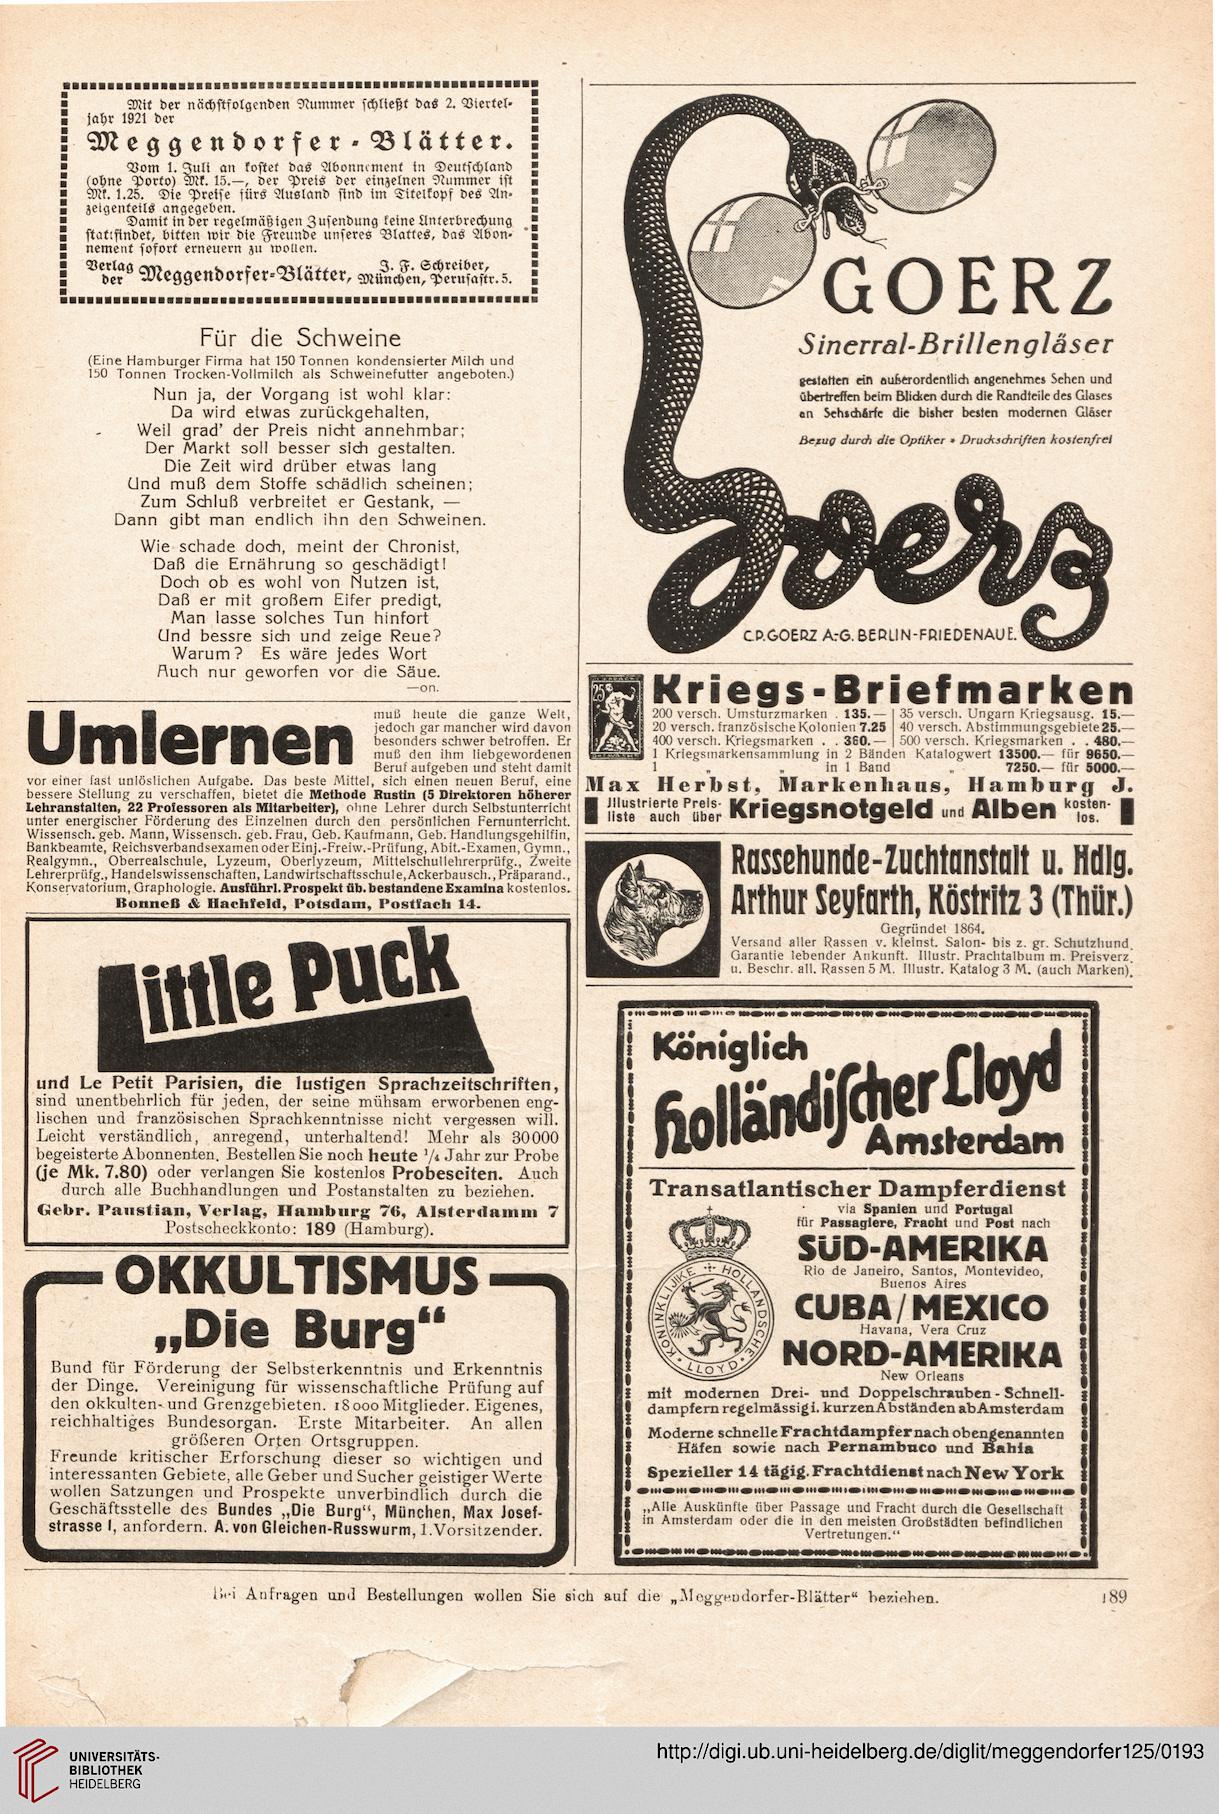 Mit der nächstfolgenden Nummer schließt das 2. Viertel-
jahr 1921 der
Meggendorfer-Blätter.
Vom 1. Juli an kostet das Abonnement in Deutschland
(ohne Porto) Mk. 15.—, der Preis der einzelnen Nummer ist
Mk. 1.25. Die Preise fürs Ausland sind im Titelkopf des An-
zeigenteils angegeben.
Damit in der regelmäßigen Zusendung keine Unterbrechung
stattfindet, bitten wir die Freunde unseres Blattes, das Abon-
nement sofort erneuern zu wollen.
Verlag der Meggendorfer-Blätter, J. F. Schreiber, München, Perusastr. 5.
Für die Schweine
(Eine Hamburger Firma hat 150 Tonnen kondensierter Milch und
150 Tonnen Trocken-Vollmilch als Schweinefutter angeboten.)
Nun ja, der Vorgang ist wohl klar:
Da wird etwas zurückgehalten,
Weil grad' der Preis nicht annehmbar;
Der Markt soll besser sich gestalten.
Die Zeit wird drüber etwas lang
Und muß dem Stoffe schädlich scheinen;
Zum Schluß verbreitet er Gestank, —
Dann gibt man endlich ihn den Schweinen.
Wie schade doch, meint der Chronist,
Daß die Ernährung so geschädigt!
Doch ob es wohl von Nutzen ist,
Daß er mit großem Eifer predigt,
Man lasse solches Tun hinfort
Und bessre sich und zeige Reue?
Warum? Es wäre jedes Wort
Auch nur geworfen vor die Säue.
—on.
Umlernen
muß heute die ganze Welt,
jedoch gar mancher wird davon
besonders schwer betroffen. Er
muß den ihm liebgewordenen
Beruf aufgeben und steht damit
vor einer fast unlöslichen Aufgabe. Das beste Mittel, sich einen neuen Beruf, eine
bessere Stellung zu verschaffen, bietet die Methode Rustin (5 Direktoren höherer
Lehranstalten, 22 Professoren als Mitarbeiter), ohne Lehrer durch Selbstunterricht
unter energischer Förderung des Einzelnen durch den persönlichen Fernunterricht.
Wissensch. geb. Mann, Wissensch. geb. Frau, Geb. Kaufmann, Geb. Handlungsgehilfin,
Bankbeamte, Reichsverbandsexamen oder Einj.-Freiw.-Prüfung, Abit.-Examen, Gymn.,
Realgymn., Oberrealschule, Lyzeum, Oberlyzeum, Mittelschullehrerprüfg., Zweite
Lehrerprüfg., Handelswissenschaften, Landwirtschaftsschule, Ackerbausch., Präparand.,
Konservatorium, Graphologie. Ausführl. Prospekt üb. bestandene Examina kostenlos.
Bonneß & Hachfeld, Potsdam, Postfach 14.
Little Puck
und Le Petit Parisien, die lustigen Sprachzeitschriften,
sind unentbehrlich für jeden, der seine mühsam erworbenen eng-
lischen und französischen Sprachkenntnisse nicht vergessen will.
Leicht verständlich, anregend, unterhaltend! Mehr als 30000
begeisterte Abonnenten. Bestellen Sie noch heute ¼ Jahr zur Probe
(je Mk. 7.80) oder verlangen Sie kostenlos Probeseiten. Auch
durch alle Buchhandlungen und Postanstalten zu beziehen.
Gebr. Paustian, Verlag, Hamburg 76, Alsterdamm 7
Postscheckkonto: 189 (Hamburg).
OKKULTISMUS
„Die Burg“
Bund für Förderung der Selbsterkenntnis und Erkenntnis
der Dinge. Vereinigung für wissenschaftliche Prüfung auf
den okkulten- und Grenzgebieten. 18000 Mitglieder. Eigenes,
reichhaltiges Bundesorgan. Erste Mitarbeiter. An allen
größeren Orten Ortsgruppen.
Freunde kritischer Erforschung dieser so wichtigen und
interessanten Gebiete, alle Geber und Sucher geistiger Werte
wollen Satzungen und Prospekte unverbindlich durch die
Geschäftsstelle des Bundes „Die Burg“, München, Max Josef-
strasse I, anfordern. A. von Gleichen-Russwurm, 1. Vorsitzender.
GOERZ
Sinerral-Brillengläser
gestatten ein außerordentlich angenehmes Sehen und
übertreffen beim Blicken durch die Randteile des Glases
an Sehschärfe die bisher besten modernen Gläser
Bezug durch die Optiker • Druckschriften kostenfrei
Goerz
C.P. GOERZ A.-G. BERLIN-FRIEDENAU E.
25
Kriegs-Briefmarken
200 versch. Umsturzmarken . 135.— | 35 versch. Ungarn Kriegsausg. 15.—
20 versch. französische Kolonien 7.25 | 40 versch. Abstimmungsgebiete 25.—
400 versch. Kriegsmarken . . 360.— | 500 versch. Kriegsmarken . . 480.—
1 Kriegsmarkensammlung in 2 Bänden Katalogwert 13500.— für 9650.—
1 „ „ in 1 Band „ 7250.— für 5000.—
Max Herbst, Markenhaus, Hamburg J.
Illustrierte Preis-liste auch über Kriegsnotgeld und Alben kosten-los.
Rassehunde-Zuchtanstalt u. Hdlg.
Arthur Seyfarth, Köstritz 3 (Thür.)
Gegründet 1864.
Versand aller Rassen v. kleinst. Salon- bis z. gr. Schutzhund.
Garantie lebender Ankunft. Illustr. Prachtalbum m. Preisverz.
u. Beschr. all. Rassen 5 M. Illustr. Katalog 3 M. (auch Marken).
Königlich
holländischer Lloyd
Amsterdam
Transatlantischer Dampferdienst
via Spanien und Portugal
für Passagiere, Fracht und Post nach
SÜD-AMERIKA
Rio de Janeiro, Santos, Montevideo,
Buenos Aires
CUBA / MEXICO
Havana, Vera Cruz
NORD-AMERIKA
New Orleans
KONINKLIJKE HOLLANDSCHE LLOYD
mit modernen Drei- und Doppelschrauben-Schnell-
dampfern regelmässig i. kurzen Abständen ab Amsterdam
Moderne schnelle Frachtdampfer nach obengenannten
Häfen sowie nach Pernambuco und Bahia
Spezieller 14 tägig. Frachtdienst nach New York
„Alle Auskünfte über Passage und Fracht durch die Gesellschaft
in Amsterdam oder die in den meisten Großstädten befindlichen
Vertretungen.“
Bei Anfragen und Bestellungen wollen Sie sich auf die „Meggendorfer-Blätter“ beziehen.
189
UNIVERSITÄTS-
BIBLIOTHEK
HEIDELBERG
http://digi.ub.uni-heidelberg.de/diglit/meggendorfer125/0193